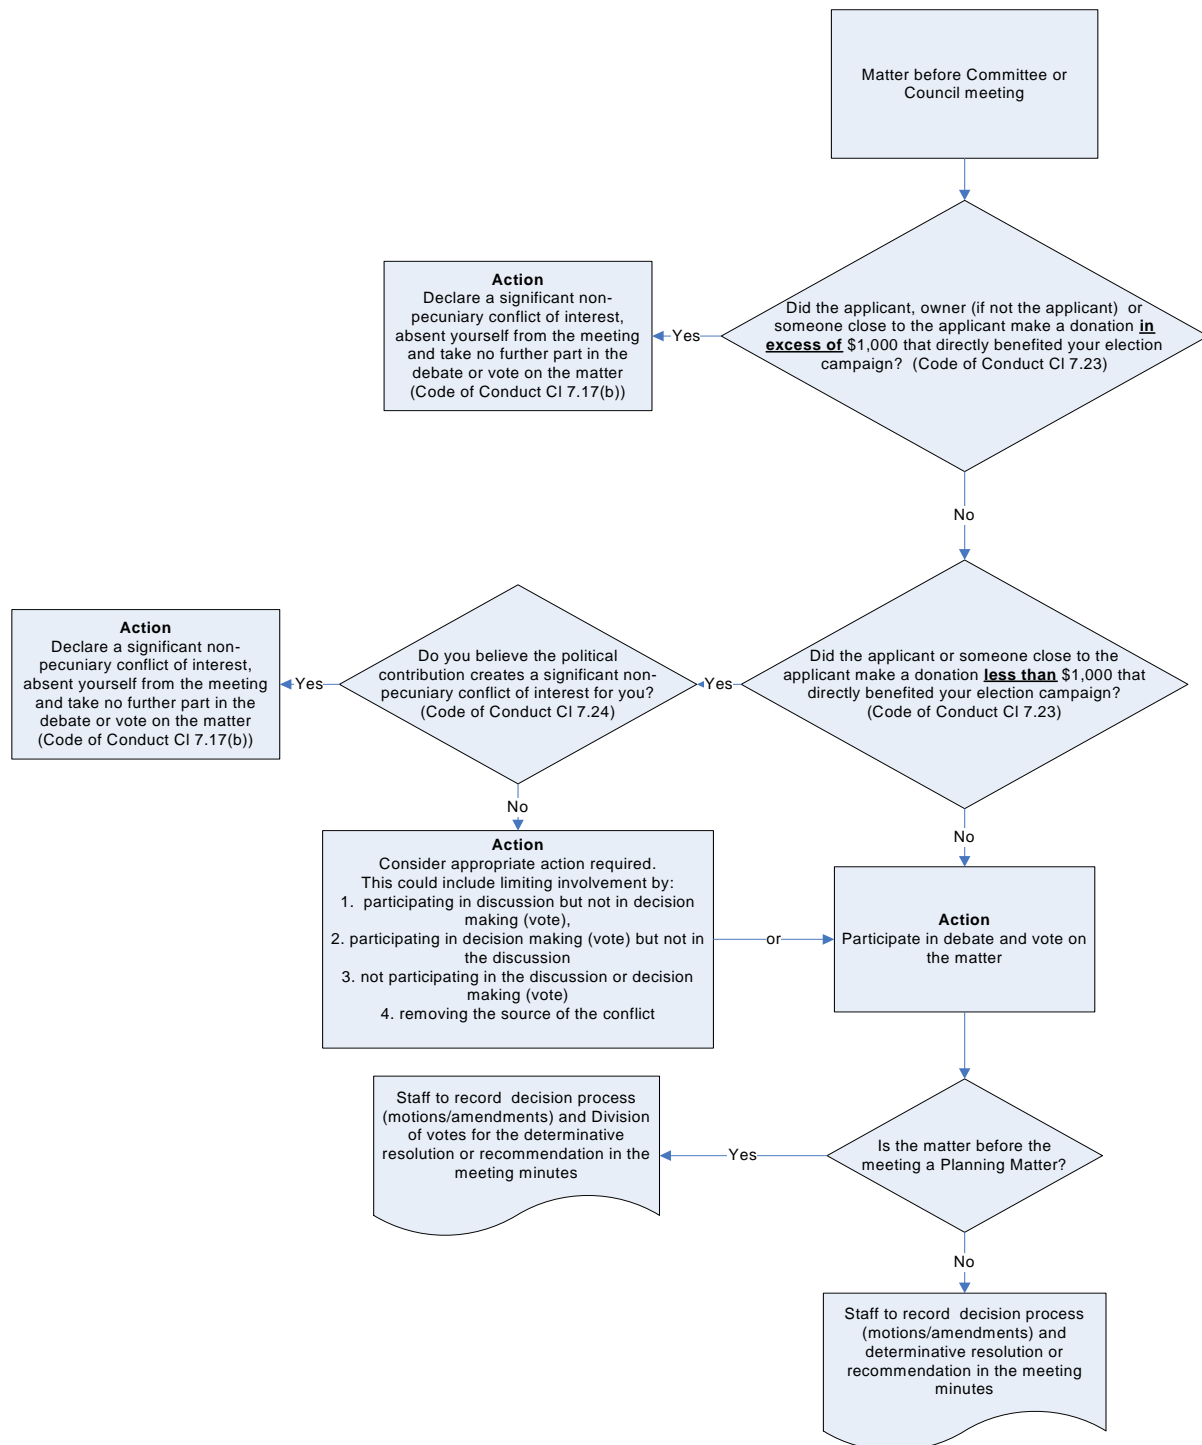 Matter before Committee or
Council meeting
Did the applicant, owner (if not the applicant) or
someone close to the applicant make a donation in
excess of $1,000 that directly benefited your election
campaign? (Code of Conduct Cl 7.23)
Yes
Action
Declare a significant non-
pecuniary conflict of interest,
absent yourself from the meeting
and take no further part in the
debate or vote on the matter
(Code of Conduct Cl 7.17(b))
No
Did the applicant or someone close to the
applicant make a donation less than $1,000 that
directly benefited your election campaign?
(Code of Conduct Cl 7.23)
Yes
Do you believe the political
contribution creates a significant non-
pecuniary conflict of interest for you?
(Code of Conduct Cl 7.24)
Yes
Action
Declare a significant non-
pecuniary conflict of interest,
absent yourself from the meeting
and take no further part in the
debate or vote on the matter
(Code of Conduct Cl 7.17(b))
No
Action
Consider appropriate action required.
This could include limiting involvement by:
1. participating in discussion but not in decision
making (vote),
2. participating in decision making (vote) but not in
the discussion
3. not participating in the discussion or decision
making (vote)
4. removing the source of the conflict
or
No
Action
Participate in debate and vote on
the matter
Is the matter before the
meeting a Planning Matter?
Yes
Staff to record decision process
(motions/amendments) and Division
of votes for the determinative
resolution or recommendation in the
meeting minutes
No
Staff to record decision process
(motions/amendments) and
determinative resolution or
recommendation in the meeting
minutes